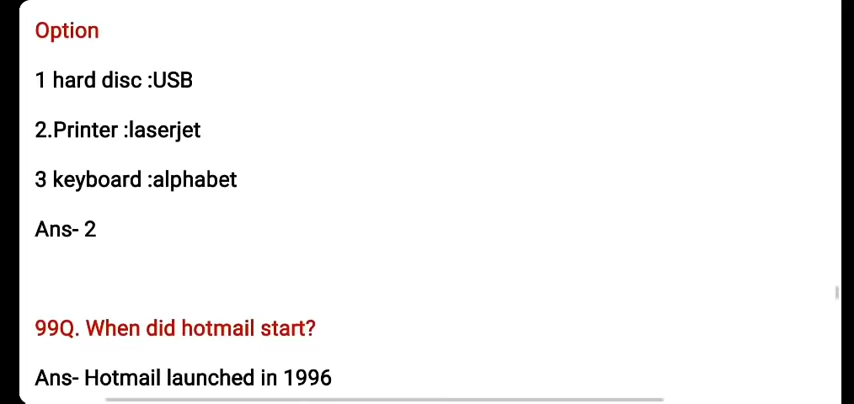 Option
1 hard disc :USB
2.Printer :laserjet
3 keyboard :alphabet
Ans- 2
99Q. When did hotmail start?
Ans- Hotmail launched in 1996